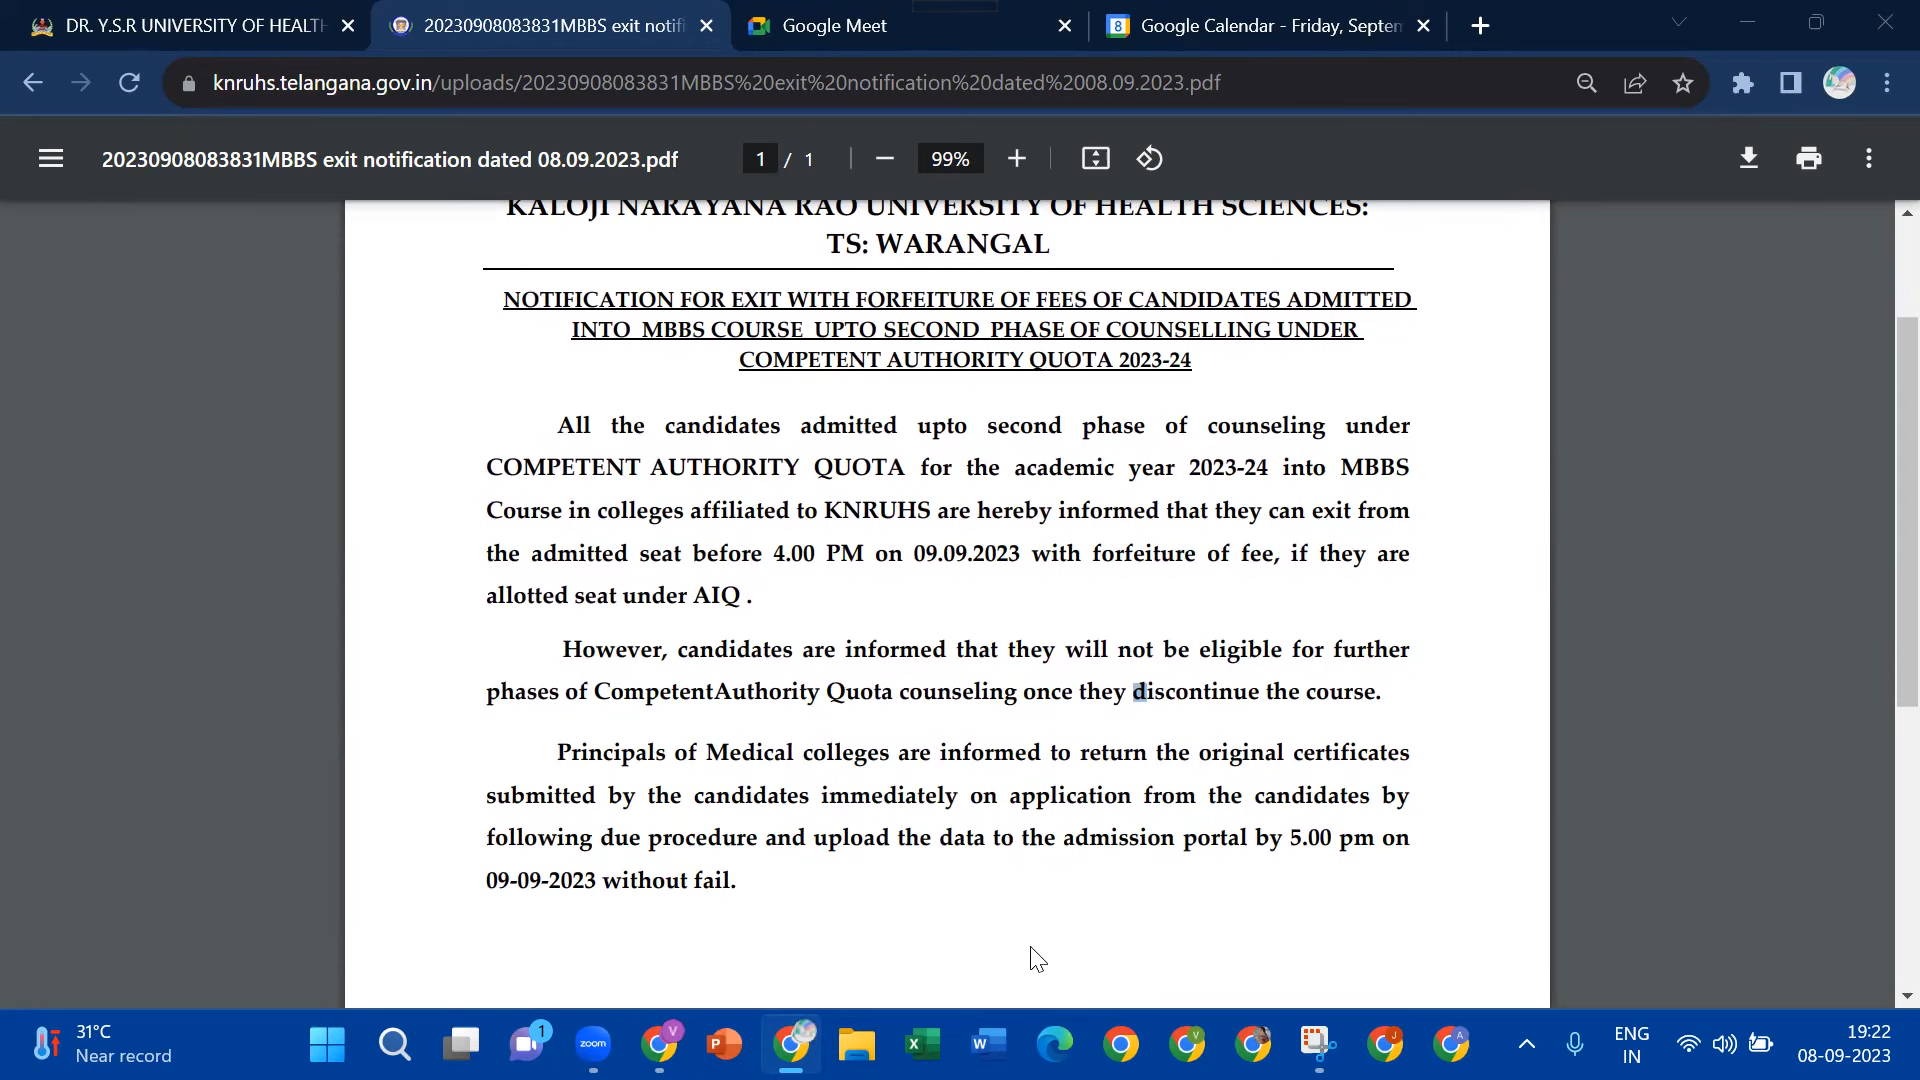 DR. Y.S.R UNIVERSITY OF HEALTH
20230908083831MBBS exit notifi
Google Meet
8
Google Calendar - Friday, Septem
knruhs.telangana.gov.in/uploads/20230908083831MBBS%20exit%20notification%20dated%2008.09.2023.pdf
20230908083831MBBS exit notification dated 08.09.2023.pdf
1 / 1
99%
KALOJI NARAYANA RAO UNIVERSITY OF HEALTH SCIENCES:
TS: WARANGAL
NOTIFICATION FOR EXIT WITH FORFEITURE OF FEES OF CANDIDATES ADMITTED
INTO MBBS COURSE UPTO SECOND PHASE OF COUNSELLING UNDER
COMPETENT AUTHORITY QUOTA 2023-24
All the candidates admitted upto second phase of counseling under
COMPETENT AUTHORITY QUOTA for the academic year 2023-24 into MBBS
Course in colleges affiliated to KNRUHS are hereby informed that they can exit from
the admitted seat before 4.00 PM on 09.09.2023 with forfeiture of fee, if they are
allotted seat under AIQ .
However, candidates are informed that they will not be eligible for further
phases of CompetentAuthority Quota counseling once they discontinue the course.
Principals of Medical colleges are informed to return the original certificates
submitted by the candidates immediately on application from the candidates by
following due procedure and upload the data to the admission portal by 5.00 pm on
09-09-2023 without fail.
31°C
Near record
1
zoom
V
P
X
W
V
J
A
ENG
IN
19:22
08-09-2023